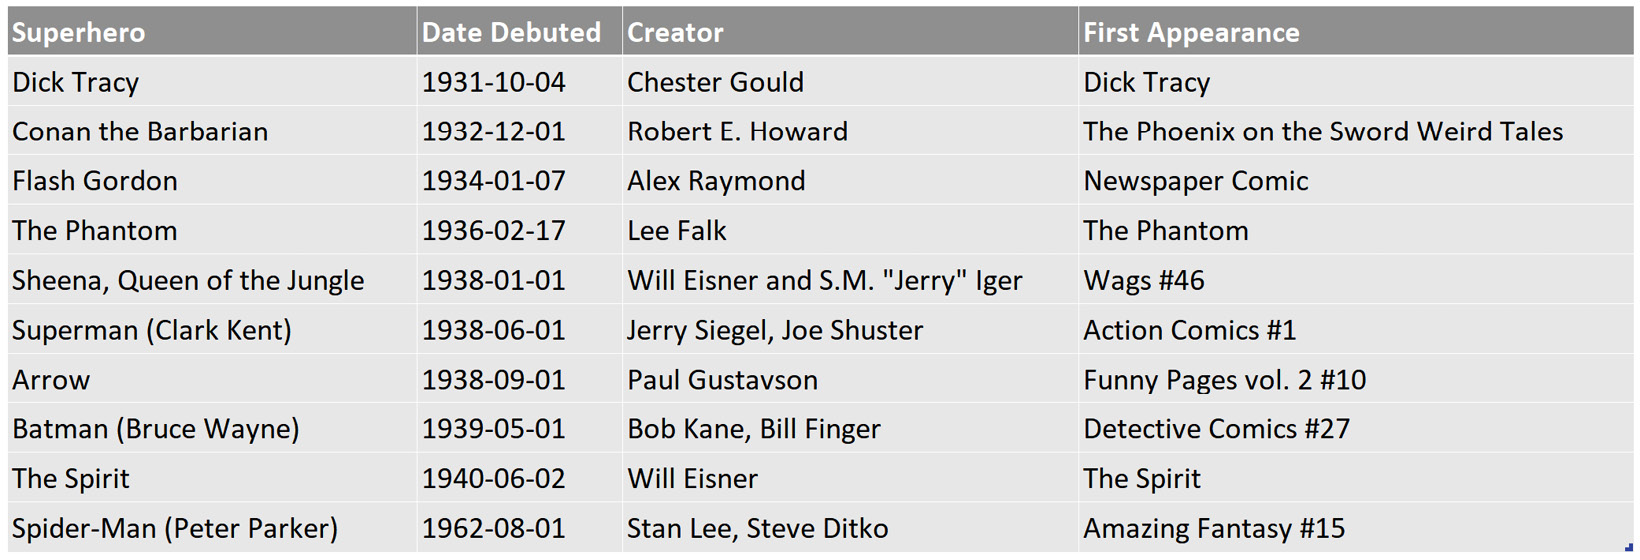 Superhero Date Debuted Creator First Appearance
Dick Tracy 1931-10-04 Chester Gould Dick Tracy
Conan the Barbarian 1932-12-01 Robert E. Howard The Phoenix on the Sword Weird Tales
Flash Gordon 1934-01-07 Alex Raymond Newspaper Comic
The Phantom 1936-02-17 Lee Falk The Phantom
Sheena, Queen of the Jungle 1938-01-01 Will Eisner and S.M. "Jerry" Iger Wags #46
Superman (Clark Kent) 1938-06-01 Jerry Siegel, Joe Shuster Action Comics #1
Arrow 1938-09-01 Paul Gustavson Funny Pages vol. 2 #10
Batman (Bruce Wayne) 1939-05-01 Bob Kane, Bill Finger Detective Comics #27
The Spirit 1940-06-02 Will Eisner The Spirit
Spider-Man (Peter Parker) 1962-08-01 Stan Lee, Steve Ditko Amazing Fantasy #15